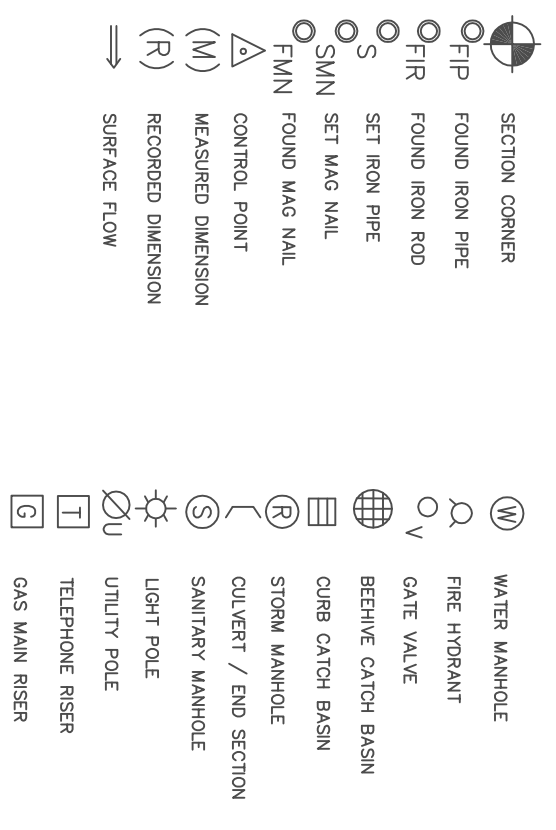 SECTION CORNER
FIP FOUND IRON PIPE
FIR FOUND IRON ROD
S SET IRON PIPE
SMN SET MAG NAIL
FMN FOUND MAG NAIL
CONTROL POINT
(M) MEASURED DIMENSION
(R) RECORDED DIMENSION
SURFACE FLOW
W WATER MANHOLE
FIRE HYDRANT
V GATE VALVE
BEEHIVE CATCH BASIN
CURB CATCH BASIN
R STORM MANHOLE
CULVERT / END SECTION
S SANITARY MANHOLE
LIGHT POLE
U UTILITY POLE
T TELEPHONE RISER
G GAS MAIN RISER